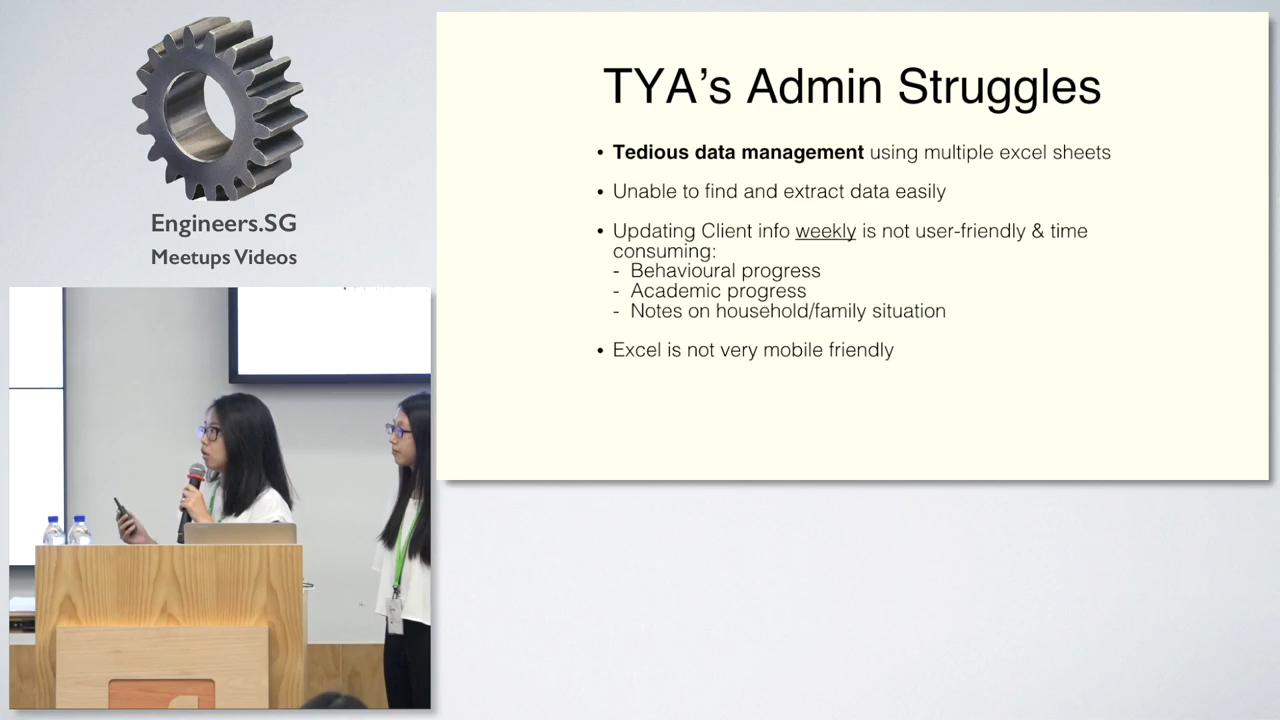 Engineers.SG
Meetups Videos
TYA's Admin Struggles
• Tedious data management using multiple excel sheets
• Unable to find and extract data easily
• Updating Client info weekly is not user-friendly & time
consuming:
- Behavioural progress
- Academic progress
- Notes on household/family situation
• Excel is not very mobile friendly